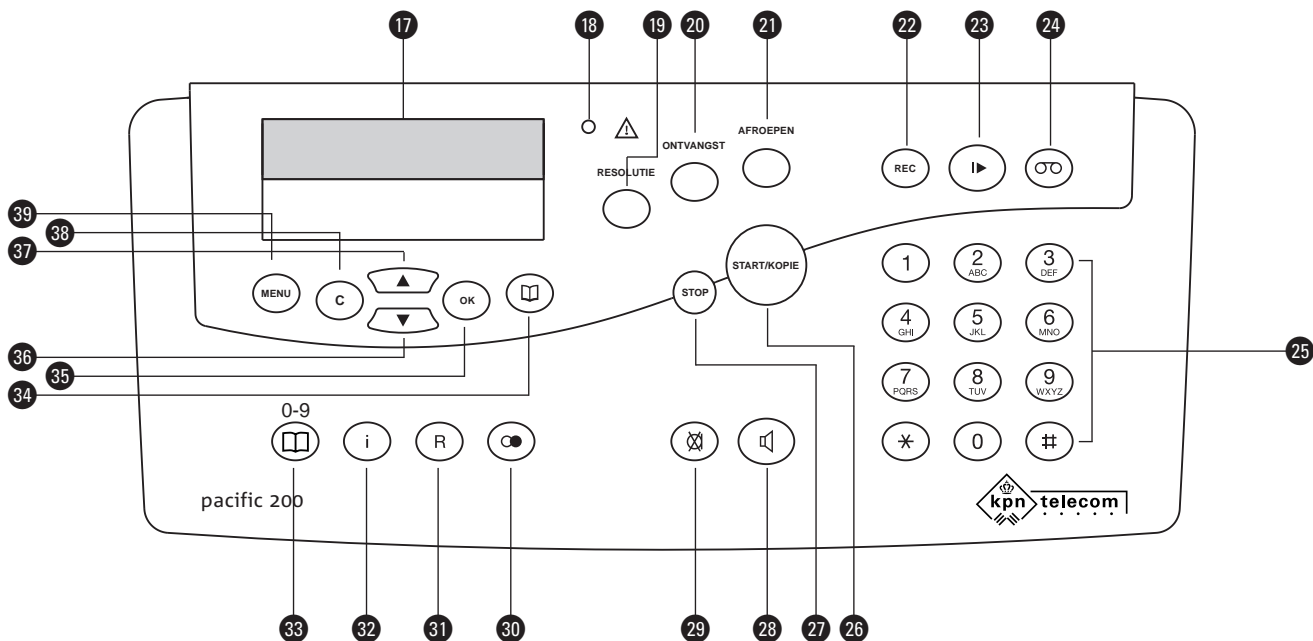 17 18 19 20 21 22 23 24
AFROEPEN
ONTVANGST
REC
RESOLUTIE
39
38
37
START/KOPIE
1 2 ABC 3 DEF
MENU C OK STOP
4 GHI 5 JKL 6 MNO
36
35
34
25
7 PQRS 8 TUV 9 WXYZ
0-9
i R * 0 #
pacific 200
kpn telecom
33 32 31 30 29 28 27 26